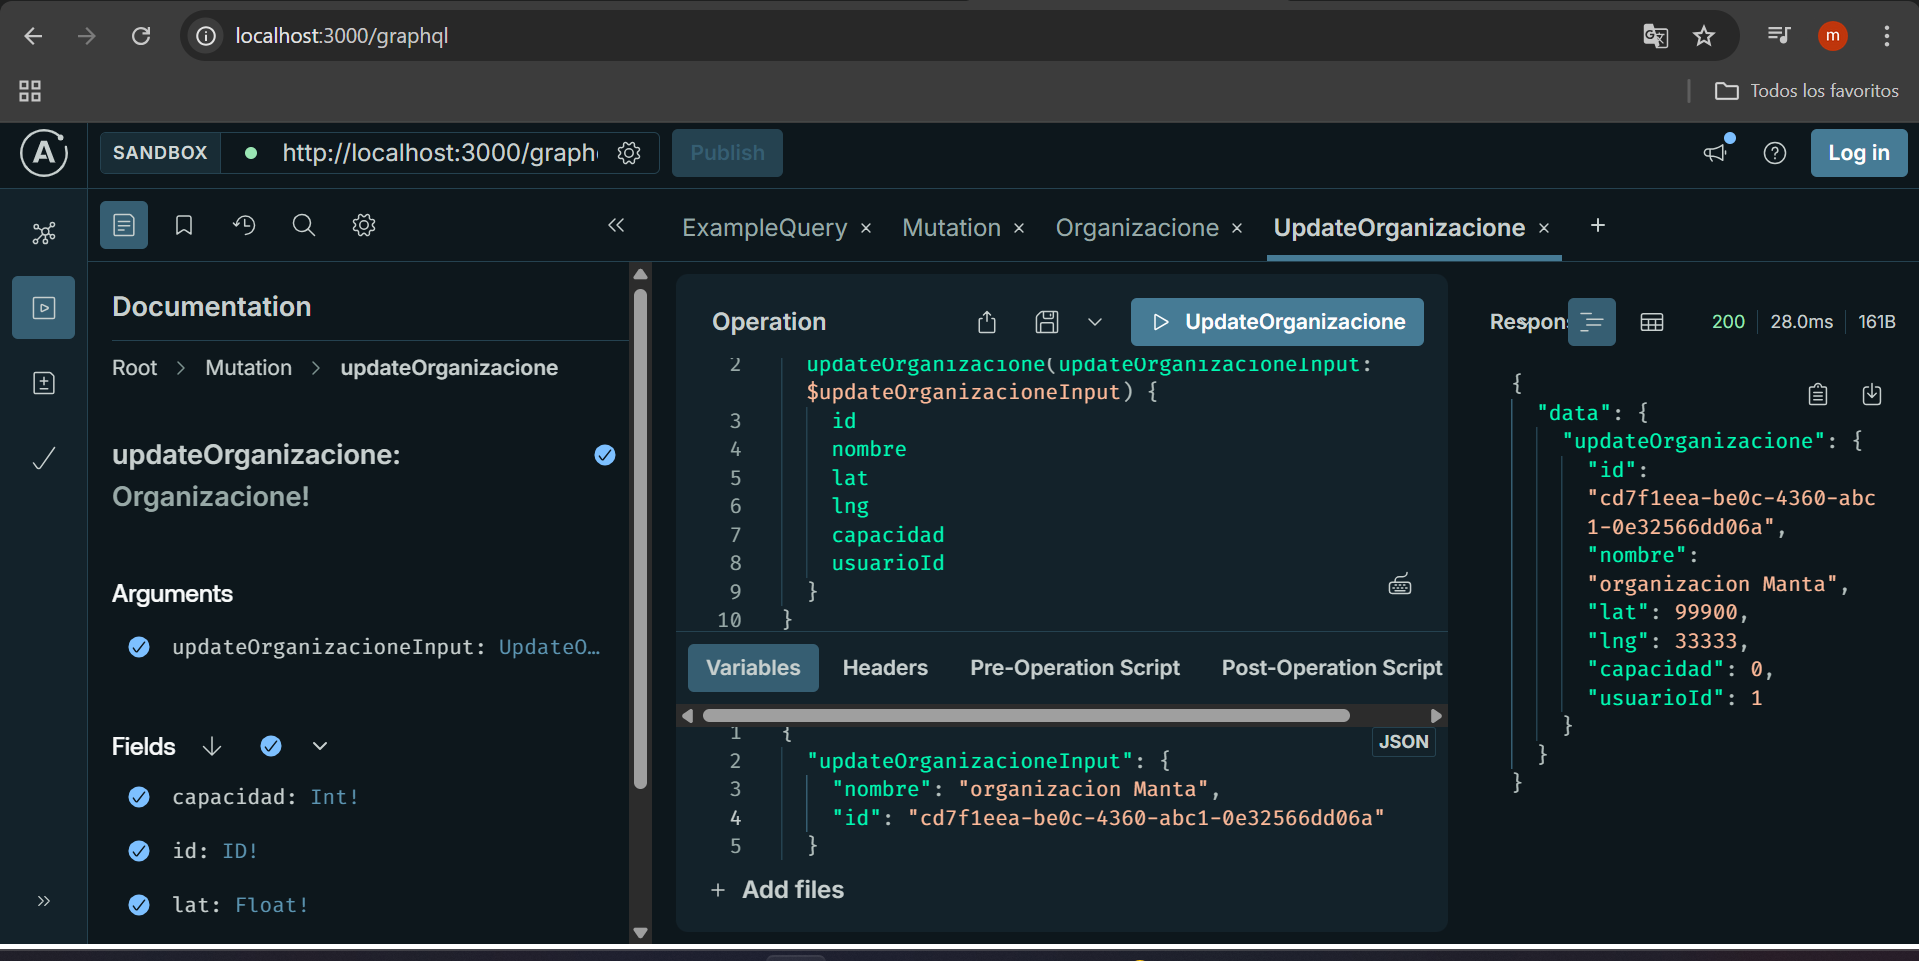 localhost:3000/graphql
m
Todos los favoritos
A
SANDBOX
http://localhost:3000/graph
Publish
Log in
ExampleQuery × Mutation × Organizacione × UpdateOrganizacione × +
Documentation
Root > Mutation > updateOrganizacione
updateOrganizacione:
Organizacione!
Arguments
updateOrganizacioneInput: UpdateO...
Fields
capacidad: Int!
id: ID!
lat: Float!
Operation
UpdateOrganizacione
2 updateOrganizacione(updateOrganizacioneInput:
$updateOrganizacioneInput) {
3 id
4 nombre
5 lat
6 lng
7 capacidad
8 usuarioId
9 }
10 }
Variables Headers Pre-Operation Script Post-Operation Script
JSON
1 {
2 "updateOrganizacioneInput": {
3 "nombre": "organizacion Manta",
4 "id": "cd7f1eea-be0c-4360-abc1-0e32566dd06a"
5 }
+ Add files
Respon
200 28.0ms 161B
{
"data": {
"updateOrganizacione": {
"id":
"cd7f1eea-be0c-4360-abc
1-0e32566dd06a",
"nombre":
"organizacion Manta",
"lat": 99900,
"lng": 33333,
"capacidad": 0,
"usuarioId": 1
}
}
}